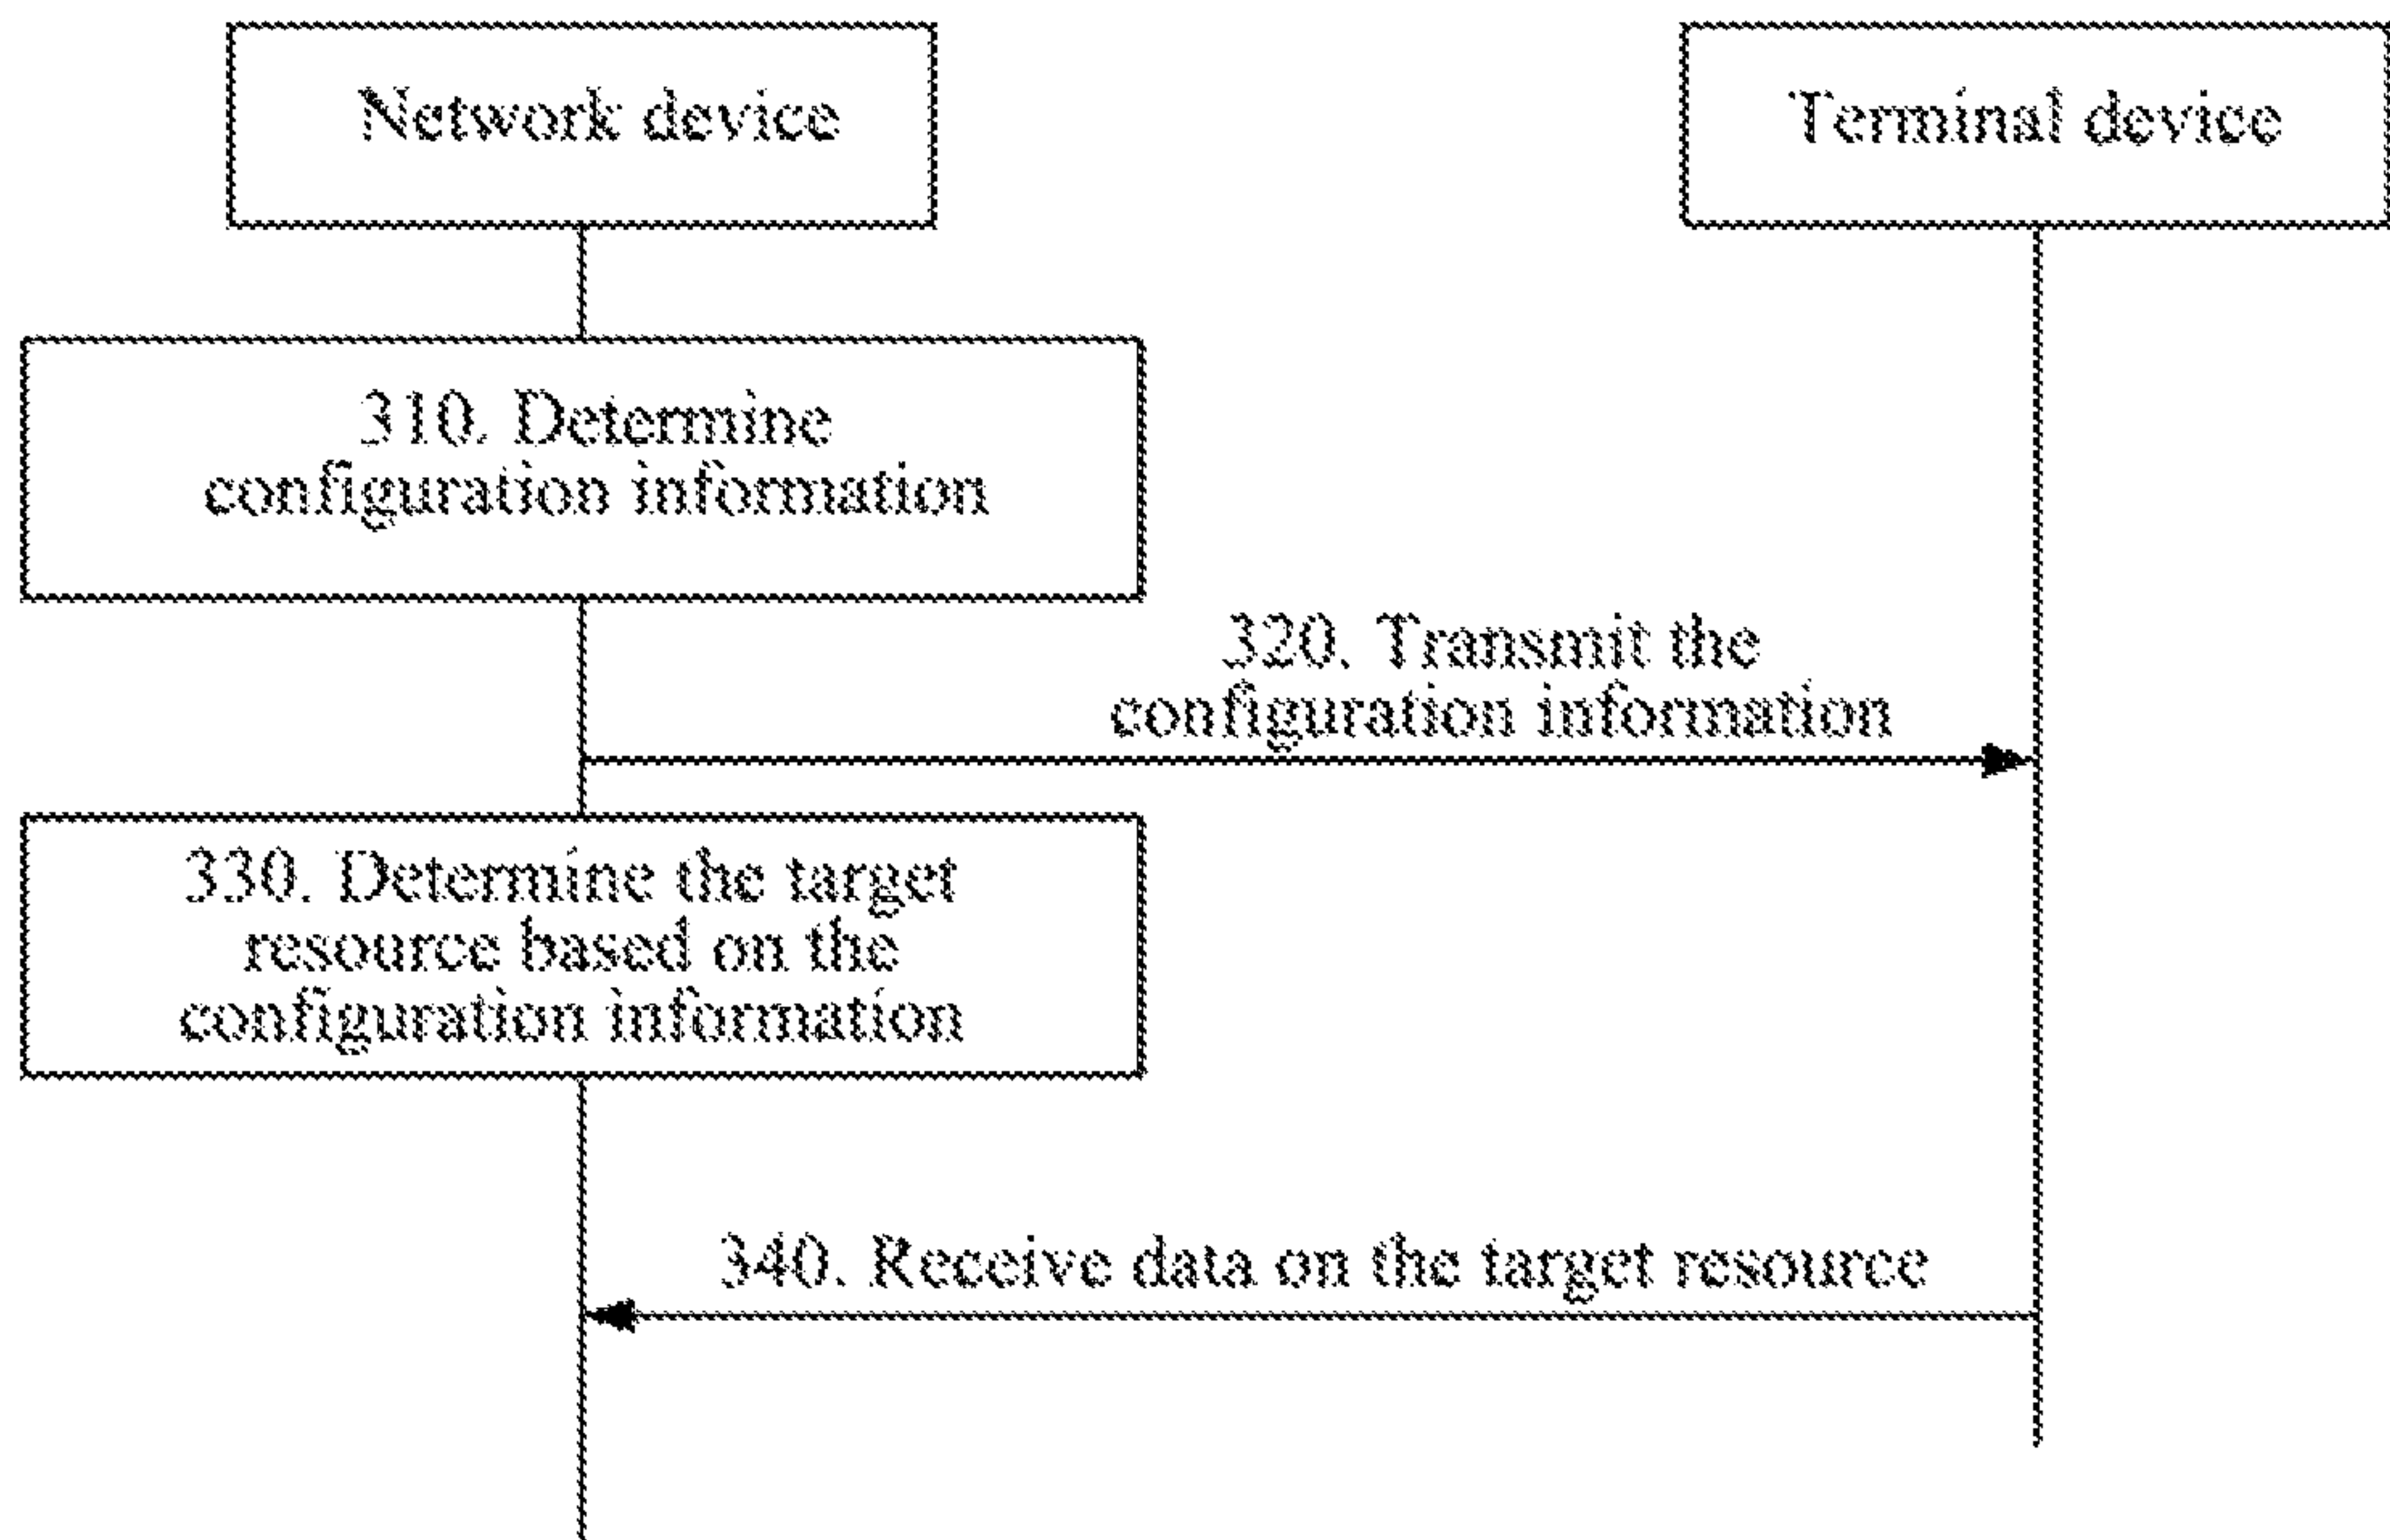 Network device
Terminal device
310. Determine
configuration information
320. Transmit the
configuration information
330. Determine the target
resource based on the
configuration information
340. Receive data on the target resource